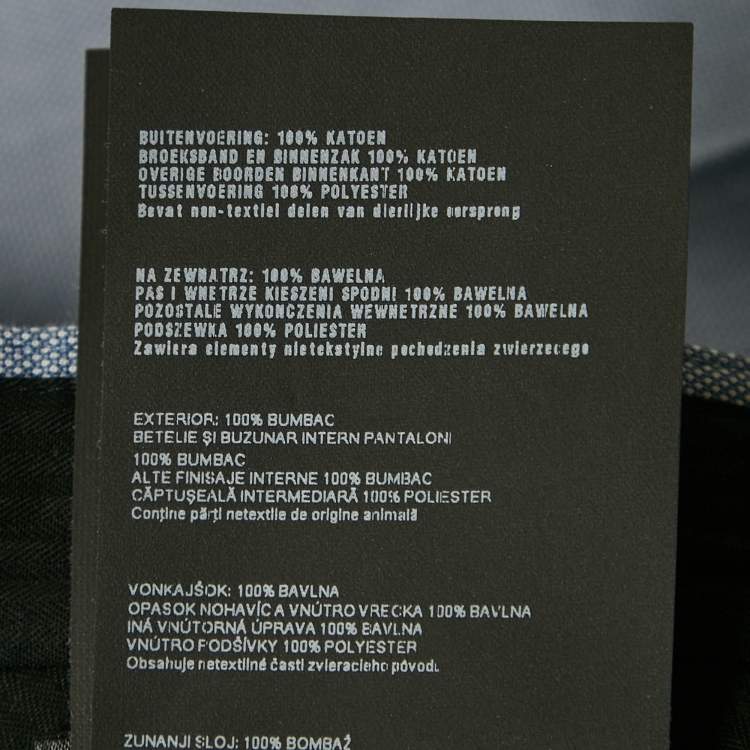 BUITENVOERING: 100% KATOEN
BROEKSBAND EN BINNENZAK 100% KATOEN
OVERIGE BOORDEN BINNENKANT 100% KATOEN
TUSSENVOERING 100% POLYESTER
Bevat non-textiel delen van dierlijke oorsprong
NA ZEWNATRZ: 100% BAWELNA
PAS I WNETRZE KIESZENI SPODNI 100% BAWELNA
POZOSTALE WYKONCZENIA WEWNETRZNE 100% BAWELNA
PODSZEWKA 100% POLIESTER
Zawiera elementy nietekstylne pochodzenia zwierzecego
EXTERIOR: 100% BUMBAC
BETELIE ȘI BUZUNAR INTERN PANTALONI
100% BUMBAC
ALTE FINISAJE INTERNE 100% BUMBAC
CĂPTUȘEALĂ INTERMEDIARĂ 100% POLIESTER
Conține părți netextile de origine animală
VONKAJŠOK: 100% BAVLNA
OPASOK NOHAVÍC A VNÚTRO VRECKA 100% BAVLNA
INÁ VNÚTORNÁ ÚPRAVA 100% BAVLNA
VNÚTRO PODŠÍVKY 100% POLYESTER
Obsahuje netextilné časti zvieracieho pôvodu.
ZUNANJI SLOJ: 100% BOMBAŽ